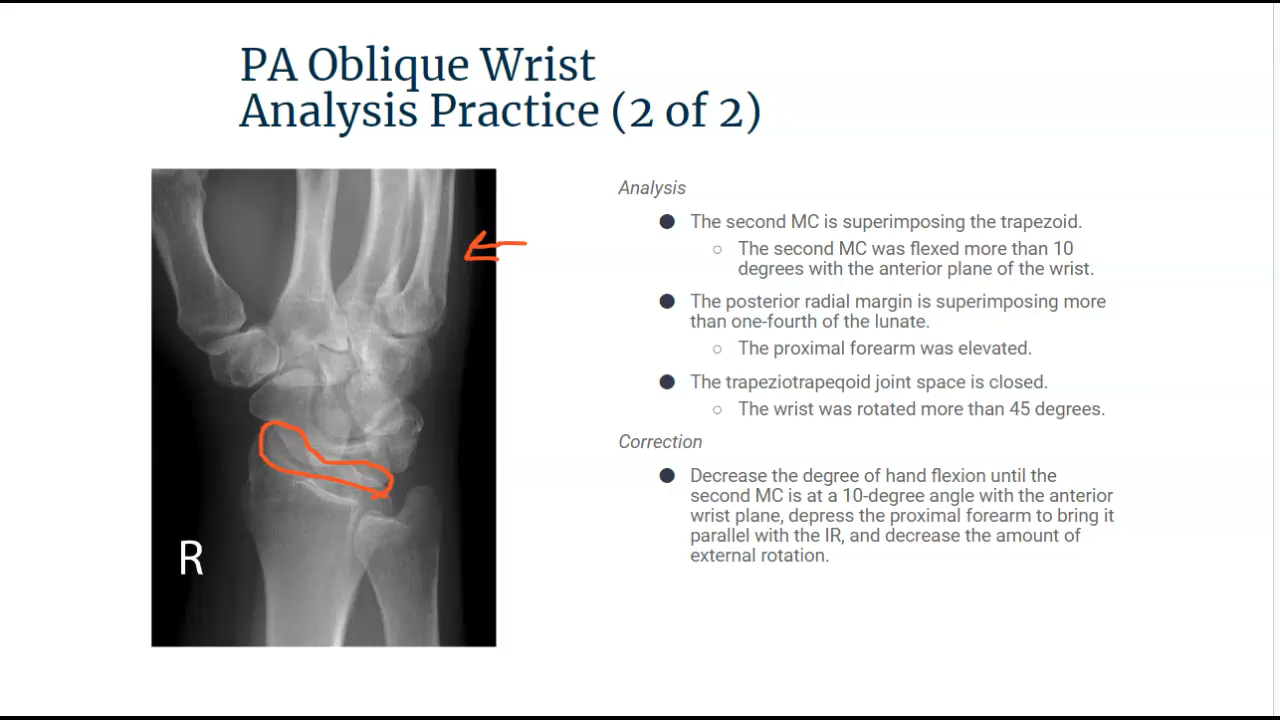 PA Oblique Wrist
Analysis Practice (2 of 2)
Analysis
● The second MC is superimposing the trapezoid.
○ The second MC was flexed more than 10
degrees with the anterior plane of the wrist.
● The posterior radial margin is superimposing more
than one-fourth of the lunate.
○ The proximal forearm was elevated.
● The trapeziotrapeqoid joint space is closed.
○ The wrist was rotated more than 45 degrees.
Correction
● Decrease the degree of hand flexion until the
second MC is at a 10-degree angle with the anterior
wrist plane, depress the proximal forearm to bring it
parallel with the IR, and decrease the amount of
external rotation.
R